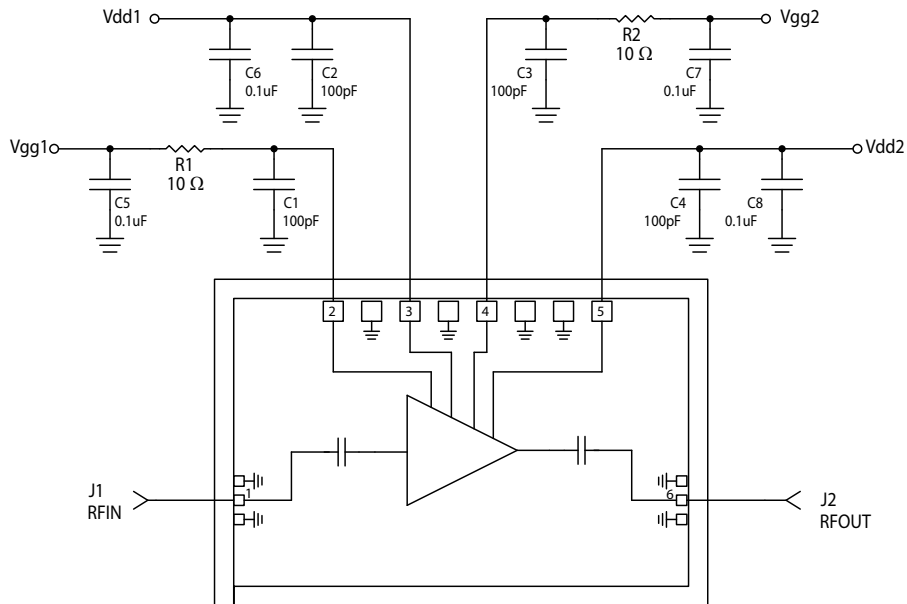 Vdd1
Vgg2
R2
10 Ω
C6
0.1uF
C2
100pF
C3
100pF
C7
0.1uF
Vgg1
Vdd2
R1
10 Ω
C5
0.1uF
C1
100pF
C4
100pF
C8
0.1uF
2
3
4
5
J1
RFIN
1
6
J2
RFOUT